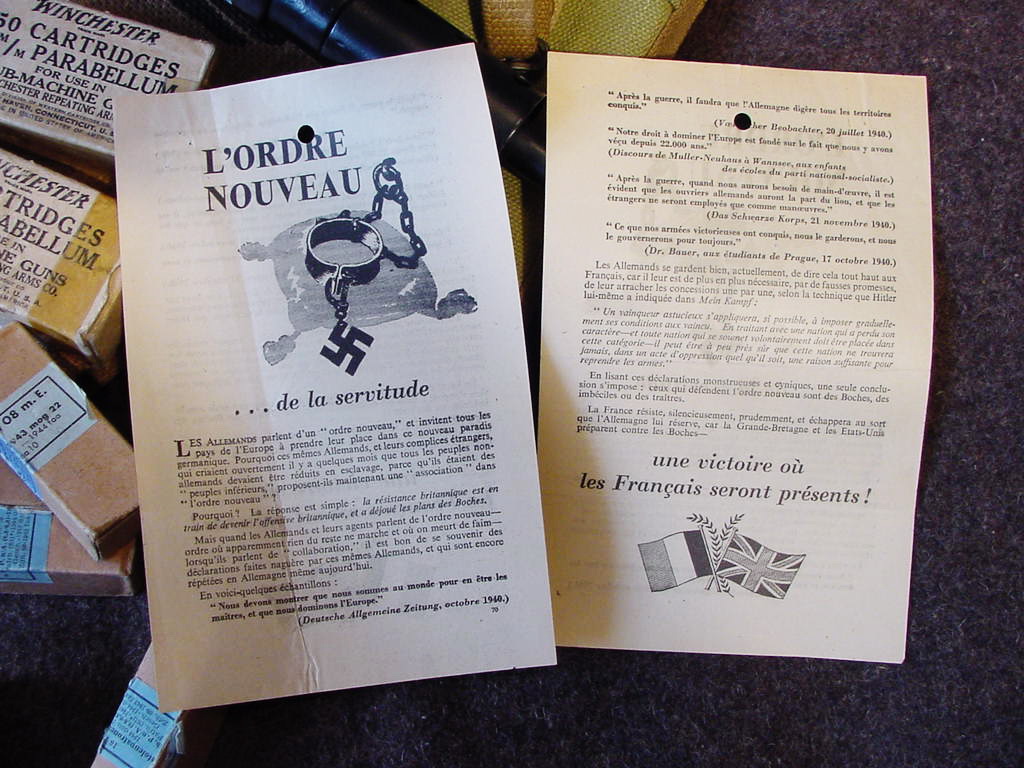 WINCHESTER
50 CARTRIDGES
M/M PARABELLUM
FOR USE IN
UB-MACHINE G
CHESTER REPEATING AR
HAVEN, CONNECTICUT, U.S.
IN UNITED STATES OF AMERICA
CHESTER
TRIDGES
ABELLUM
E IN
NE GUNS
NG ARMS CO.
T. U. S. A.
08 m. E.
943 22
L'ORDRE
NOUVEAU
. . . de la servitude
LES ALLEMANDS parlent d'un “ ordre nouveau,” et invitent tous les
pays de l'Europe à prendre leur place dans ce nouveau paradis
germanique. Pourquoi ces mêmes Allemands, et leurs complices étrangers,
qui criaient ouvertement il y a quelques mois que tous les peuples non-
allemands devaient être réduits en esclavage, parce qu'ils étaient des
“ peuples inférieurs,” proposent-ils maintenant une “ association ” dans
“ l'ordre nouveau ” ?
Pourquoi ? La réponse est simple : la résistance britannique est en
train de devenir l'offensive britannique, et a déjoué les plans des Boches.
Mais quand les Allemands et leurs agents parlent de l'ordre nouveau—
ordre où apparemment rien du reste ne marche et où on meurt de faim—
lorsqu'ils parlent de “ collaboration,” il est bon de se souvenir des
déclarations faites naguère par ces mêmes Allemands, et qui sont encore
répétées en Allemagne même aujourd'hui.
En voici quelques échantillons :
“ Nous devons montrer que nous sommes au monde pour en être les
maîtres, et que nous dominons l'Europe.”
(Deutsche Allgemeine Zeitung, octobre 1940.)
70
“ Après la guerre, il faudra que l'Allemagne digère tous les territoires
conquis.”
(Voe her Beobachter, 20 juillet 1940.)
“ Notre droit à dominer l'Europe est fondé sur le fait que nous y avons
vécu depuis 22.000 ans.”
(Discours de Muller-Neuhaus à Wannsee, aux enfants
des écoles du parti national-socialiste.)
“ Après la guerre, quand nous aurons besoin de main-d'œuvre, il est
évident que les ouvriers allemands auront la part du lion, et que les
étrangers ne seront employés que comme manœuvres.”
(Das Schwarze Korps, 21 novembre 1940.)
“ Ce que nos armées victorieuses ont conquis, nous le garderons, et nous
le gouvernerons pour toujours.”
(Dr. Bauer, aux étudiants de Prague, 17 octobre 1940.)
Les Allemands se gardent bien, actuellement, de dire cela tout haut aux
Français, car il leur est de plus en plus nécessaire, par de fausses promesses,
de leur arracher les concessions une par une, selon la technique que Hitler
lui-même a indiquée dans Mein Kampf :
“ Un vainqueur astucieux s'appliquera, si possible, à imposer graduelle-
ment ses conditions aux vaincu. En traitant avec une nation qui a perdu son
caractère—et toute nation qui se soumet volontairement doit être placée dans
cette catégorie—il peut être à peu près sûr que cette nation ne trouvera
jamais, dans un acte d'oppression quel qu'il soit, une raison suffisante pour
reprendre les armes.”
En lisant ces déclarations monstrueuses et cyniques, une seule conclu-
sion s'impose : ceux qui défendent l'ordre nouveau sont des Boches, des
imbéciles ou des traîtres.
La France résiste, silencieusement, prudemment, et échappera au sort
que l'Allemagne lui réserve, car la Grande-Bretagne et les Etats-Unis
préparent contre les Boches—
une victoire où
les Français seront présents !